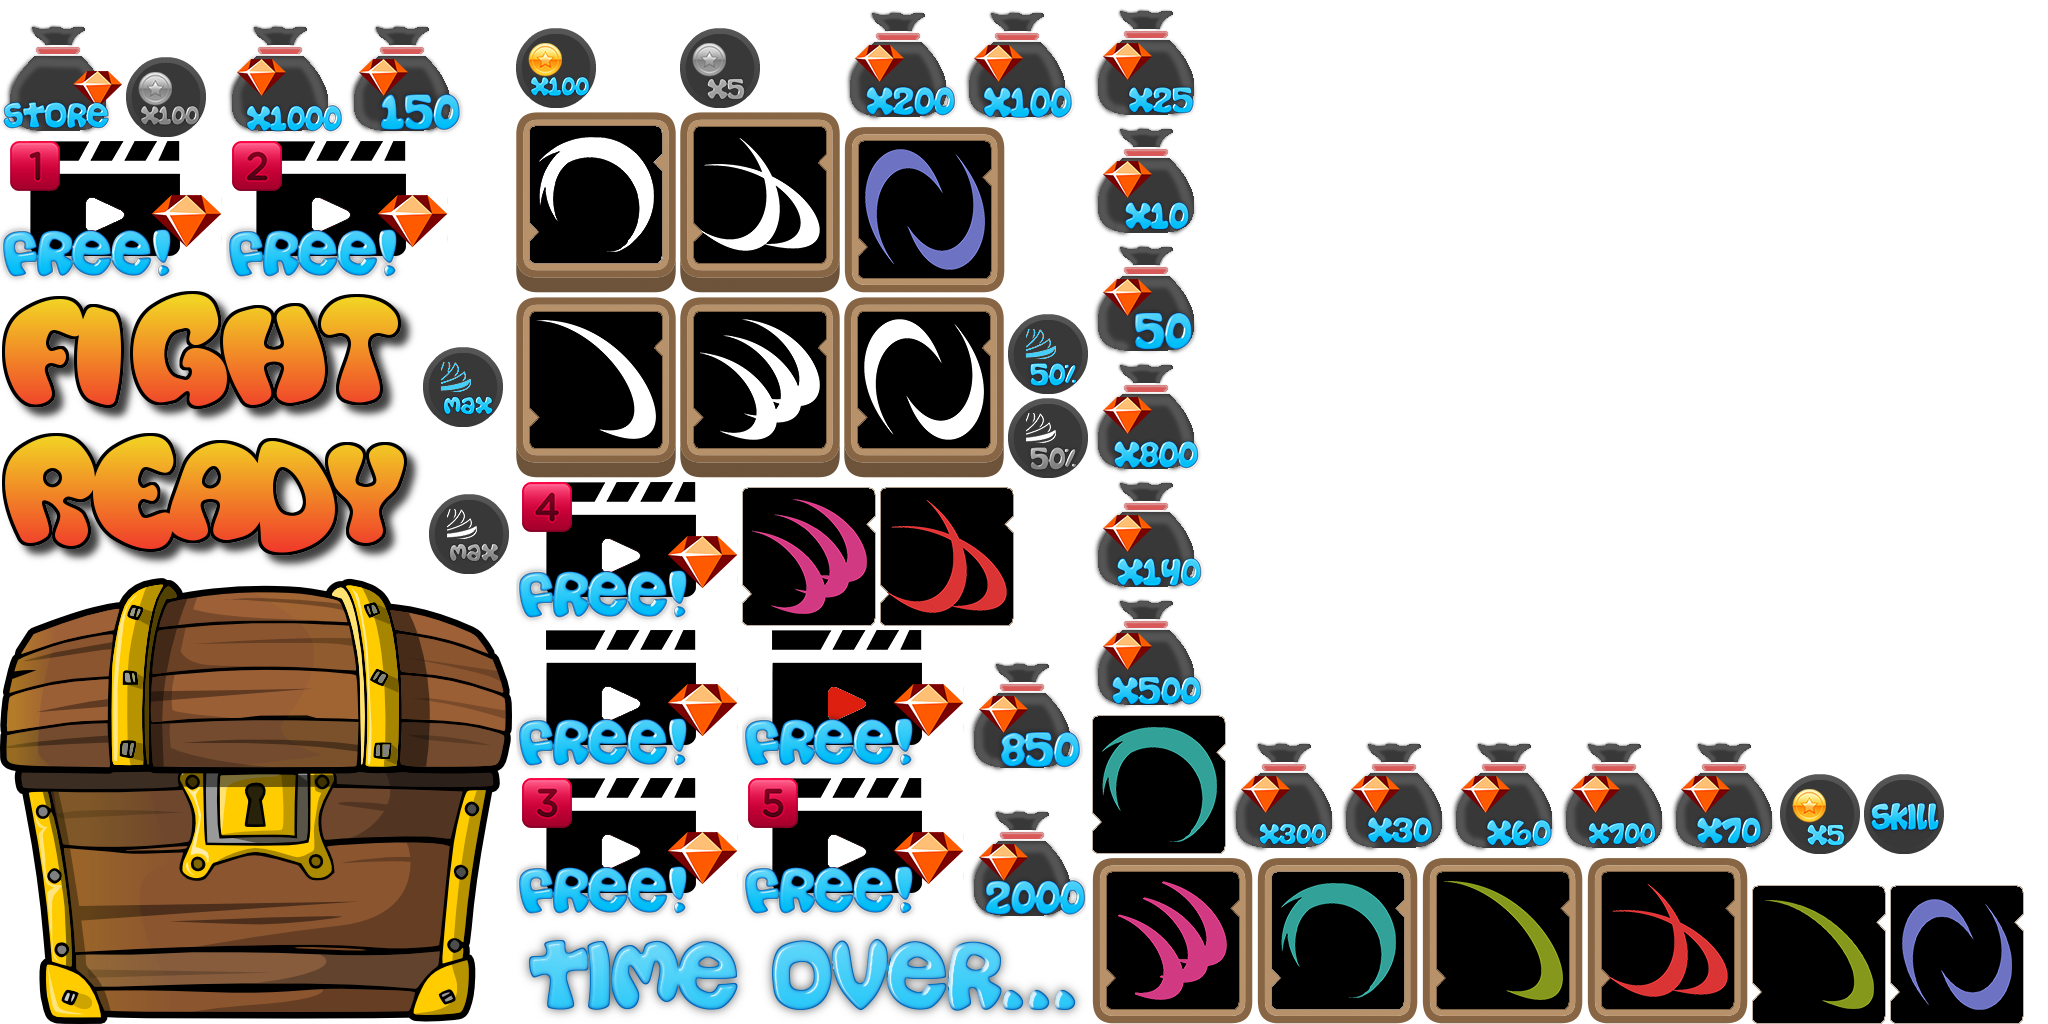 STORE
X100
X1000
150
1
FREE!
2
FREE!
FIGHT
MAX
READY
MAX
X100
X5
X200
X100
X25
X10
50
50%
50%
X800
4
FREE!
X140
FREE!
FREE!
850
X500
3
FREE!
5
FREE!
2000
TIME OVER...
X300
X30
X60
X700
X70
X5
SKILL